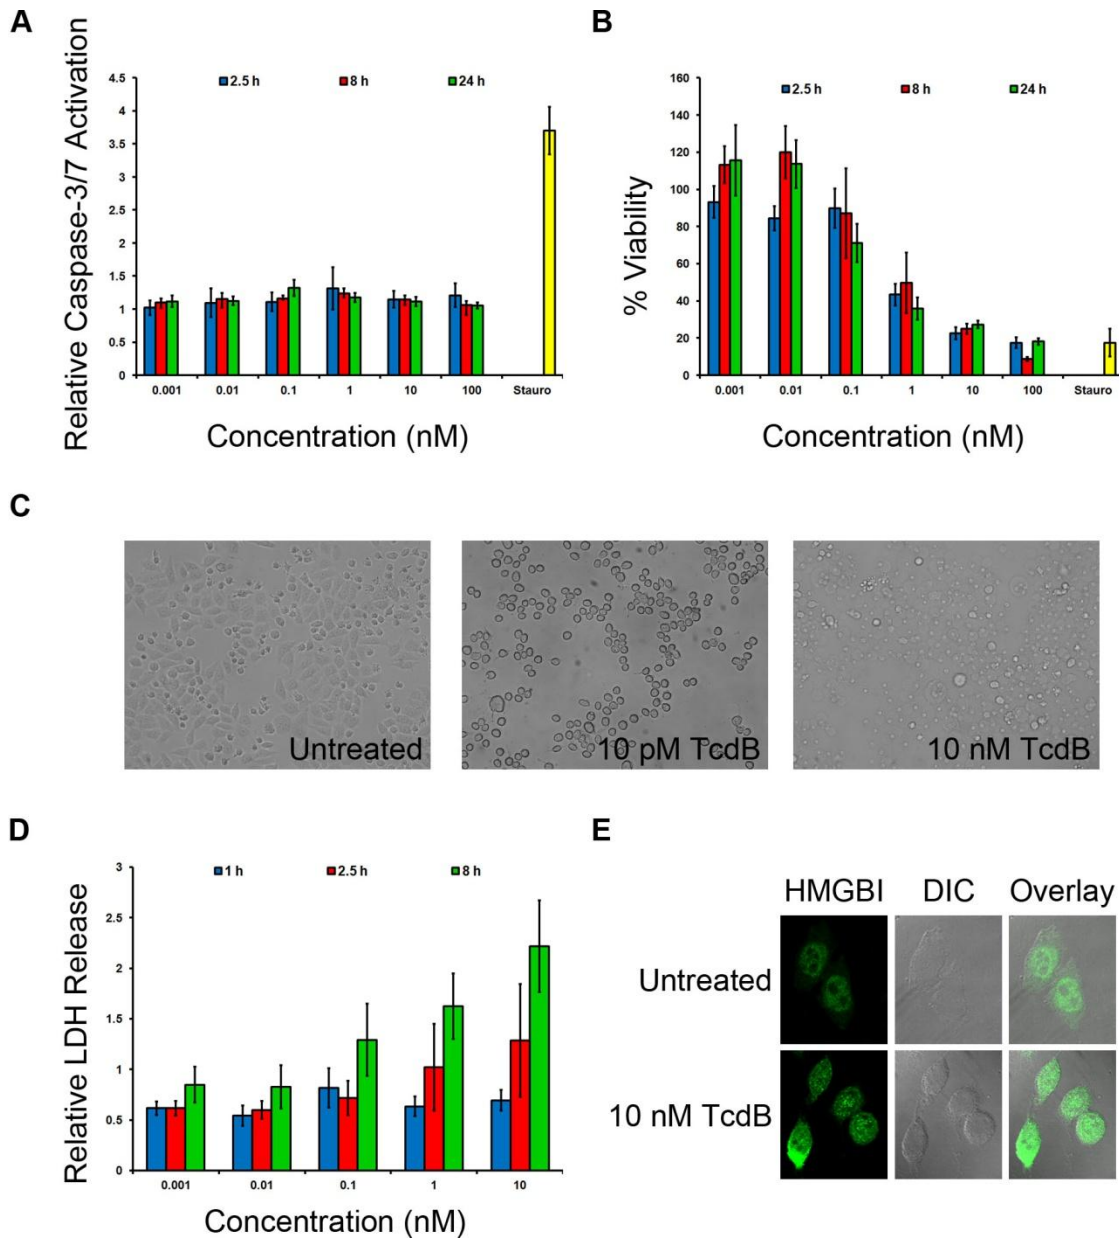 A
Relative Caspase-3/7 Activation
4.5
4
3.5
3
2.5
2
1.5
1
0.5
0
2.5 h 8 h 24 h
0.001 0.01 0.1 1 10 100 Stauro
Concentration (nM)
B
% Viability
160
140
120
100
80
60
40
20
0
2.5 h 8 h 24 h
0.001 0.01 0.1 1 10 100 Stauro
Concentration (nM)
C
Untreated
10 pM TcdB
10 nM TcdB
D
Relative LDH Release
3
2.5
2
1.5
1
0.5
0
1 h 2.5 h 8 h
0.001 0.01 0.1 1 10
Concentration (nM)
E
HMGBI DIC Overlay
Untreated
10 nM TcdB